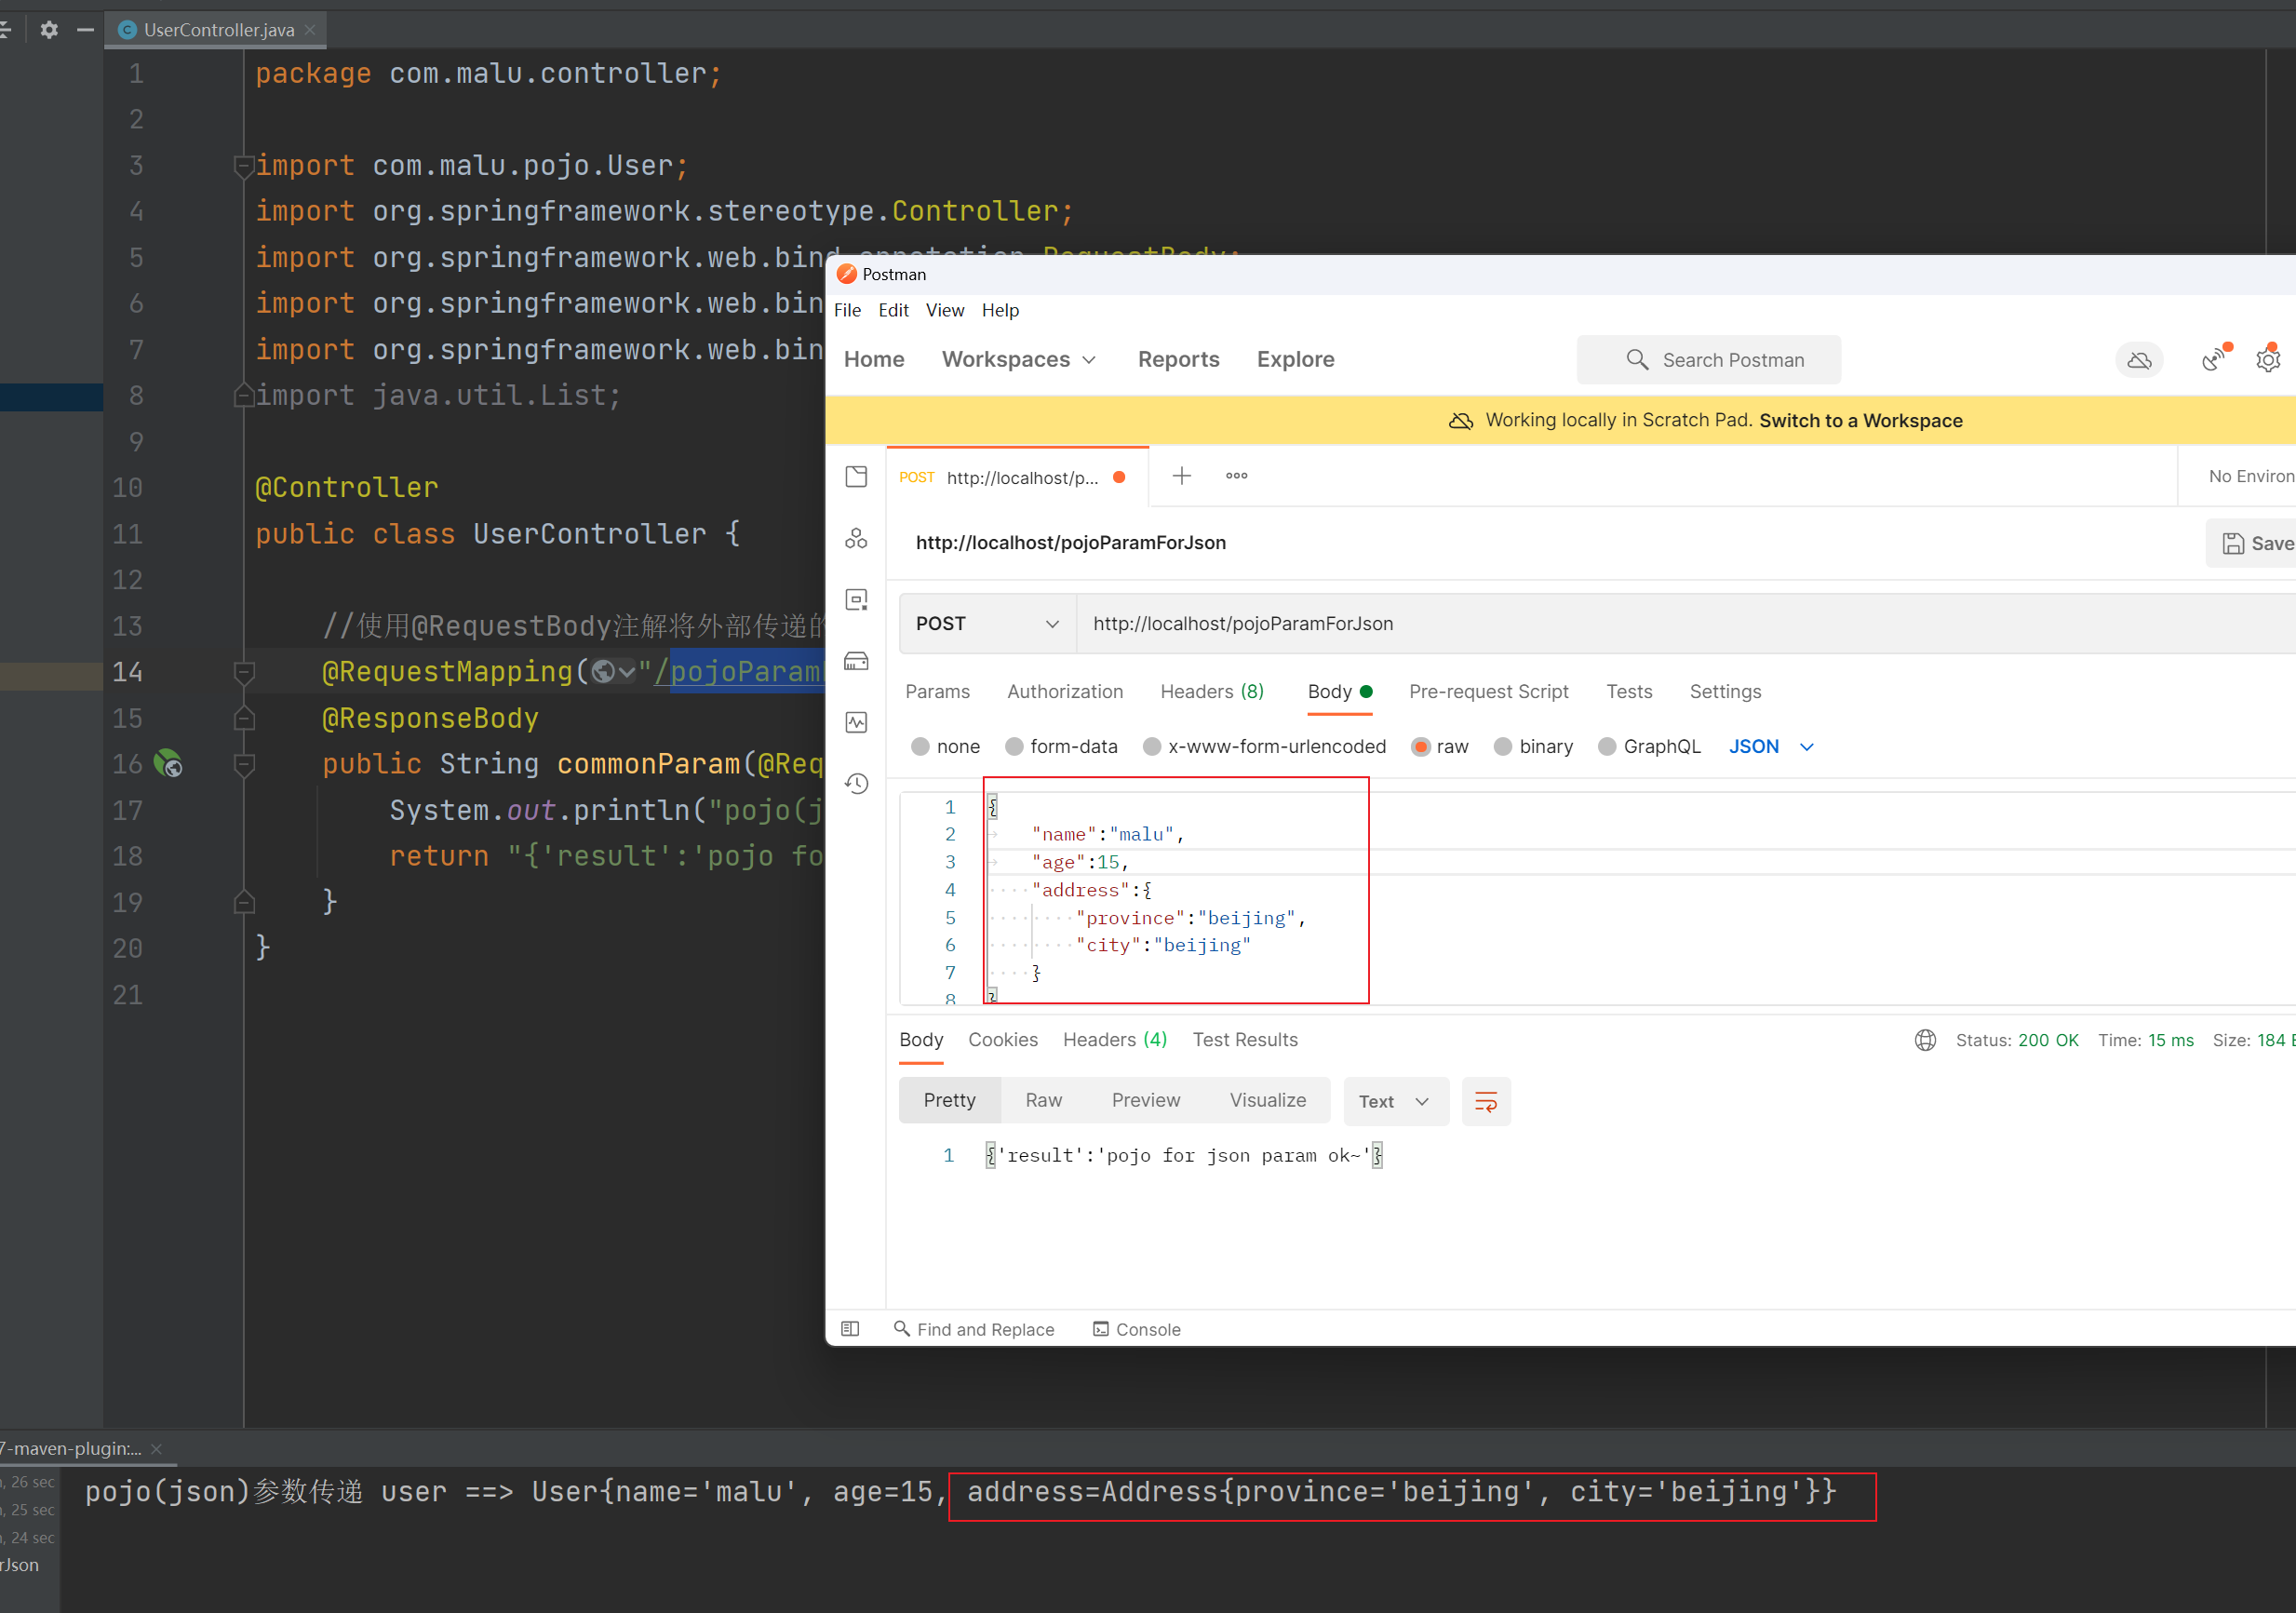 UserController.java
1 package com.malu.controller;
2
3 import com.malu.pojo.User;
4 import org.springframework.stereotype.Controller;
5 import org.springframework.web.bind.annotation.RequestBody;
6 import org.springframework.web.bin
7 import org.springframework.web.bin
8 import java.util.List;
9
10 @Controller
11 public class UserController {
12
13 //使用@RequestBody注解将外部传递的
14 @RequestMapping("/pojoParam
15 @ResponseBody
16 public String commonParam(@Req
17 System.out.println("pojo(j
18 return "{'result':'pojo fo
19 }
20 }
21
Postman
File Edit View Help
Home Workspaces Reports Explore Search Postman
Working locally in Scratch Pad. Switch to a Workspace
POST http://localhost/p... No Environ
http://localhost/pojoParamForJson Save
POST http://localhost/pojoParamForJson
Params Authorization Headers (8) Body Pre-request Script Tests Settings
none form-data x-www-form-urlencoded raw binary GraphQL JSON
1 {
2 "name":"malu",
3 "age":15,
4 "address":{
5 "province":"beijing",
6 "city":"beijing"
7 }
8 }
Body Cookies Headers (4) Test Results Status: 200 OK Time: 15 ms Size: 184 B
Pretty Raw Preview Visualize Text
1 {'result':'pojo for json param ok~'}
Find and Replace Console
7-maven-plugin:...
, 26 sec
, 25 sec
, 24 sec
rJson
pojo(json)参数传递 user ==> User{name='malu', age=15, address=Address{province='beijing', city='beijing'}}